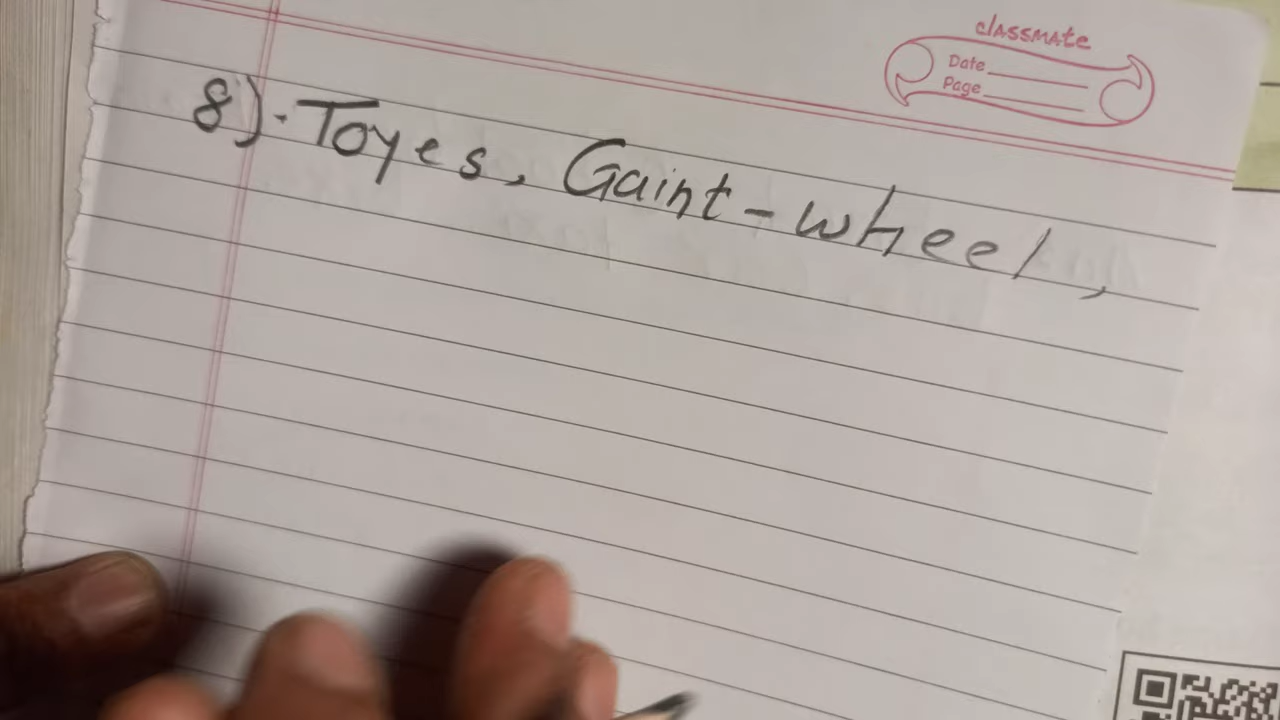 classmate
Date
Page
8). Toyes, Gaint-wheel,